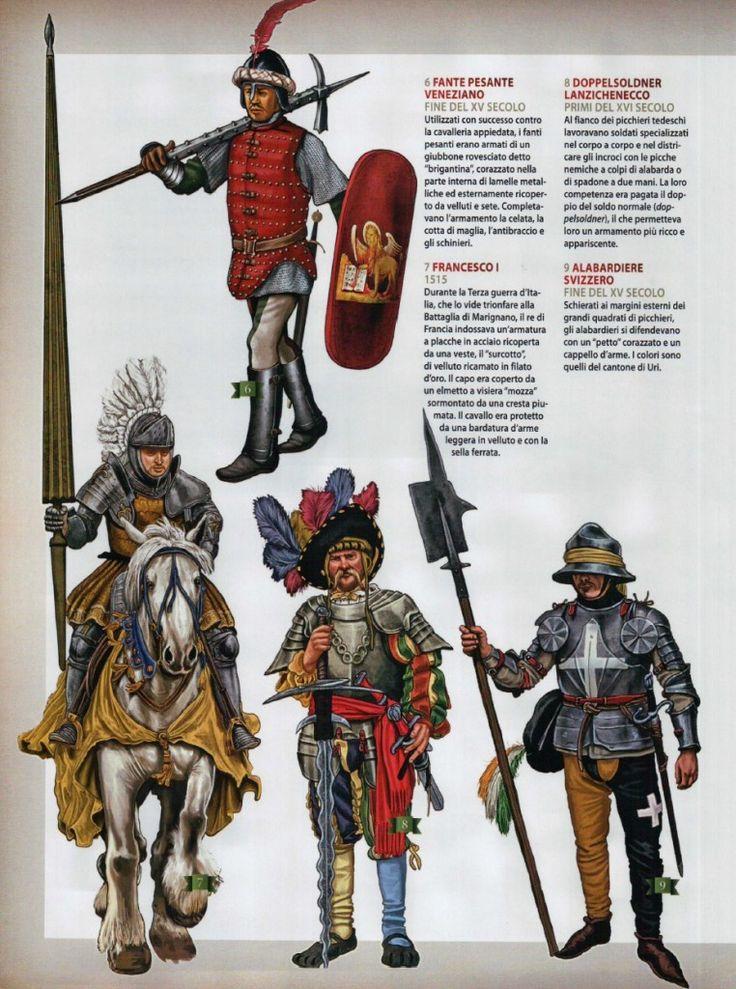 6 FANTE PESANTE
VENEZIANO
FINE DEL XV SECOLO
Utilizzati con successo contro
la cavalleria appiedata, i fanti
pesanti erano armati di un
giubbone rovesciato detto
"brigantina", corazzato nella
parte interna di lamelle metal-
liche ed esternamente ricoper-
to da velluti e sete. Completa-
vano l'armamento la celata, la
cotta di maglia, l'antibraccio e
gli schinieri.
7 FRANCESCO I
1515
Durante la Terza guerra d'Ita-
lia, che lo vide trionfare alla
Battaglia di Marignano, il re di
Francia indossava un'armatura
a placche in acciaio ricoperta
da una veste, il "surcotto",
di velluto ricamato in filato
d'oro. Il capo era coperto da
un elmetto a visiera "mozza"
sormontato da una cresta piu-
mata. Il cavallo era protetto
da una bardatura d'arme
leggera in velluto e con la
sella ferrata.
8 DOPPELSOLDNER
LANZICHENECCO
PRIMI DEL XVI SECOLO
Al fianco dei picchieri tedeschi
lavoravano soldati specializzati
nel corpo a corpo e nel distri-
care gli incroci con le picche
nemiche a colpi di alabarda o
di spadone a due mani. La loro
competenza era pagata il dop-
pio del soldo normale (dop-
pelsoldner), il che permetteva
loro un armamento più ricco e
appariscente.
9 ALABARDIERE
SVIZZERO
FINE DEL XV SECOLO
Schierati ai margini esterni dei
grandi quadrati di picchieri,
gli alabardieri si difendevano
con un "petto" corazzato e un
cappello d'arme. I colori sono
quelli del cantone di Uri.
6
7
8
9